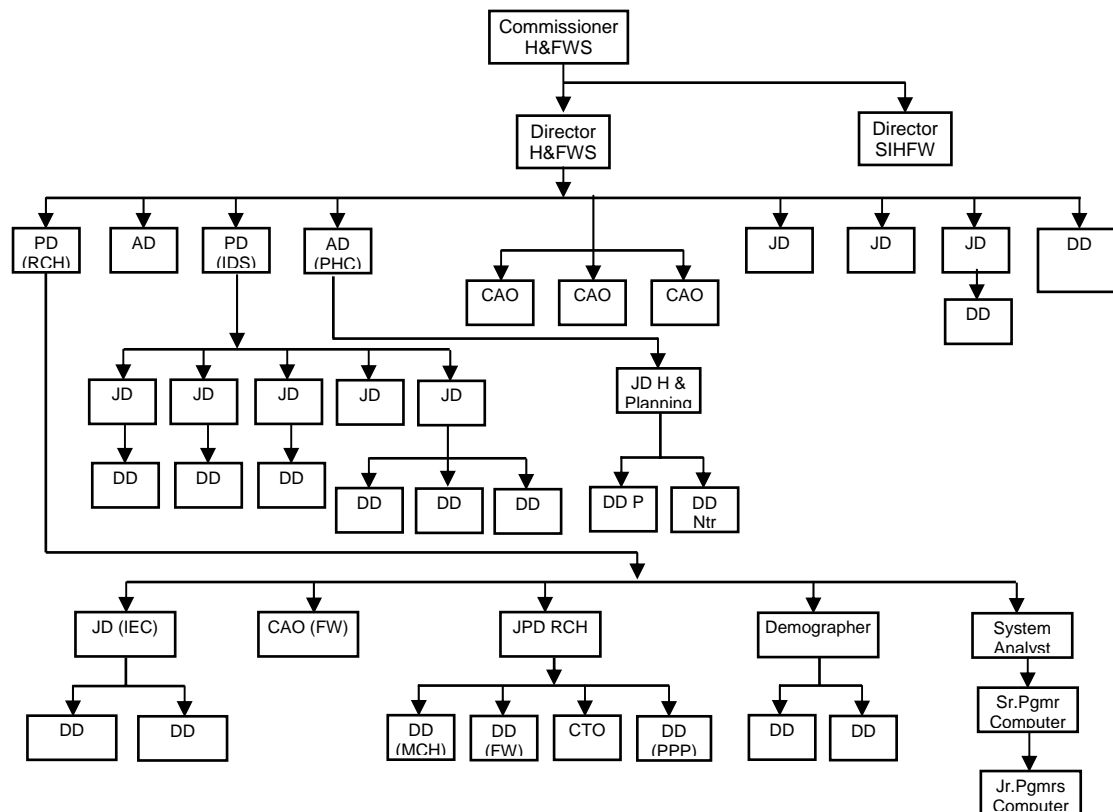 Commissioner
H&FWS
Director
H&FWS
Director
SIHFW
PD
(RCH)
AD
PD
(IDS)
AD
(PHC)
CAO
CAO
CAO
JD
JD
JD
DD
DD
JD
JD
JD
JD
JD
DD
DD
DD
DD
DD
DD
JD H &
Planning
DD P
DD
Ntr
JD (IEC)
CAO (FW)
JPD RCH
Demographer
System
Analyst
DD
DD
DD
(MCH)
DD
(FW)
CTO
DD
(PPP)
DD
DD
Sr.Pgmr
Computer
Jr.Pgmrs
Computer